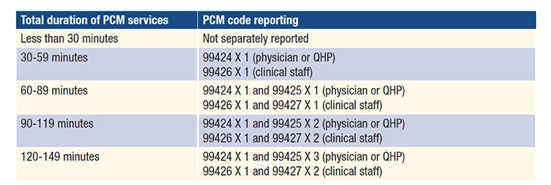 Total duration of PCM services PCM code reporting
Less than 30 minutes Not separately reported
30-59 minutes 99424 X 1 (physician or QHP)
99426 X 1 (clinical staff)
60-89 minutes 99424 X 1 and 99425 X 1 (physician or QHP)
99426 X 1 and 99427 X 1 (clinical staff)
90-119 minutes 99424 X 1 and 99425 X 2 (physician or QHP)
99426 X 1 and 99427 X 2 (clinical staff)
120-149 minutes 99424 X 1 and 99425 X 3 (physician or QHP)
99426 X 1 and 99427 X 2 (clinical staff)